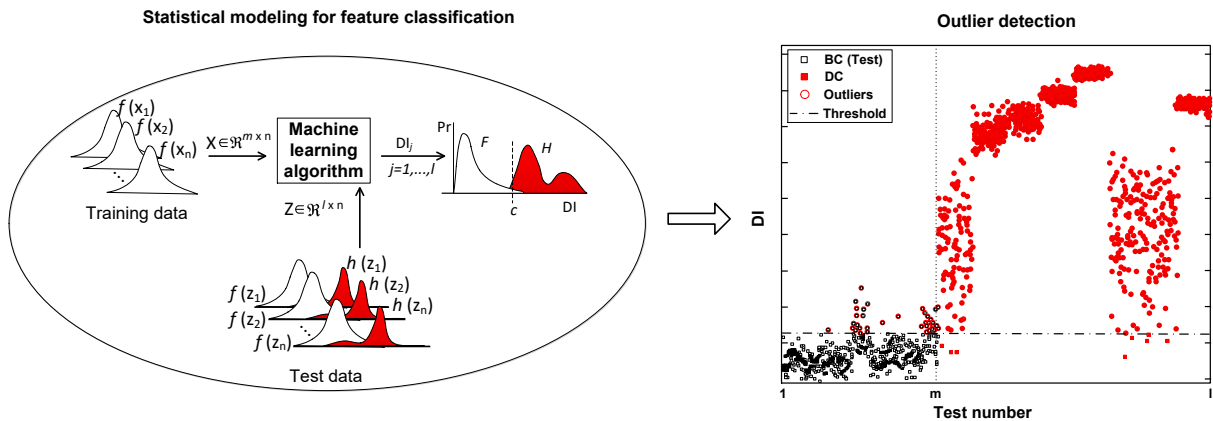 Statistical modeling for feature classification
f (x₁)
f (x₂)
f (xₙ)
...
Training data
X∈ℜᵐ ˣ ⁿ
Machine
learning
algorithm
DIⱼ
j=1,...,l
Z∈ℜˡ ˣ ⁿ
Pr
F
H
c
DI
h (z₁)
h (z₂)
h (zₙ)
f (z₁)
f (z₂)
...
f (zₙ)
Test data
Outlier detection
BC (Test)
DC
Outliers
Threshold
DI
1
m
l
Test number